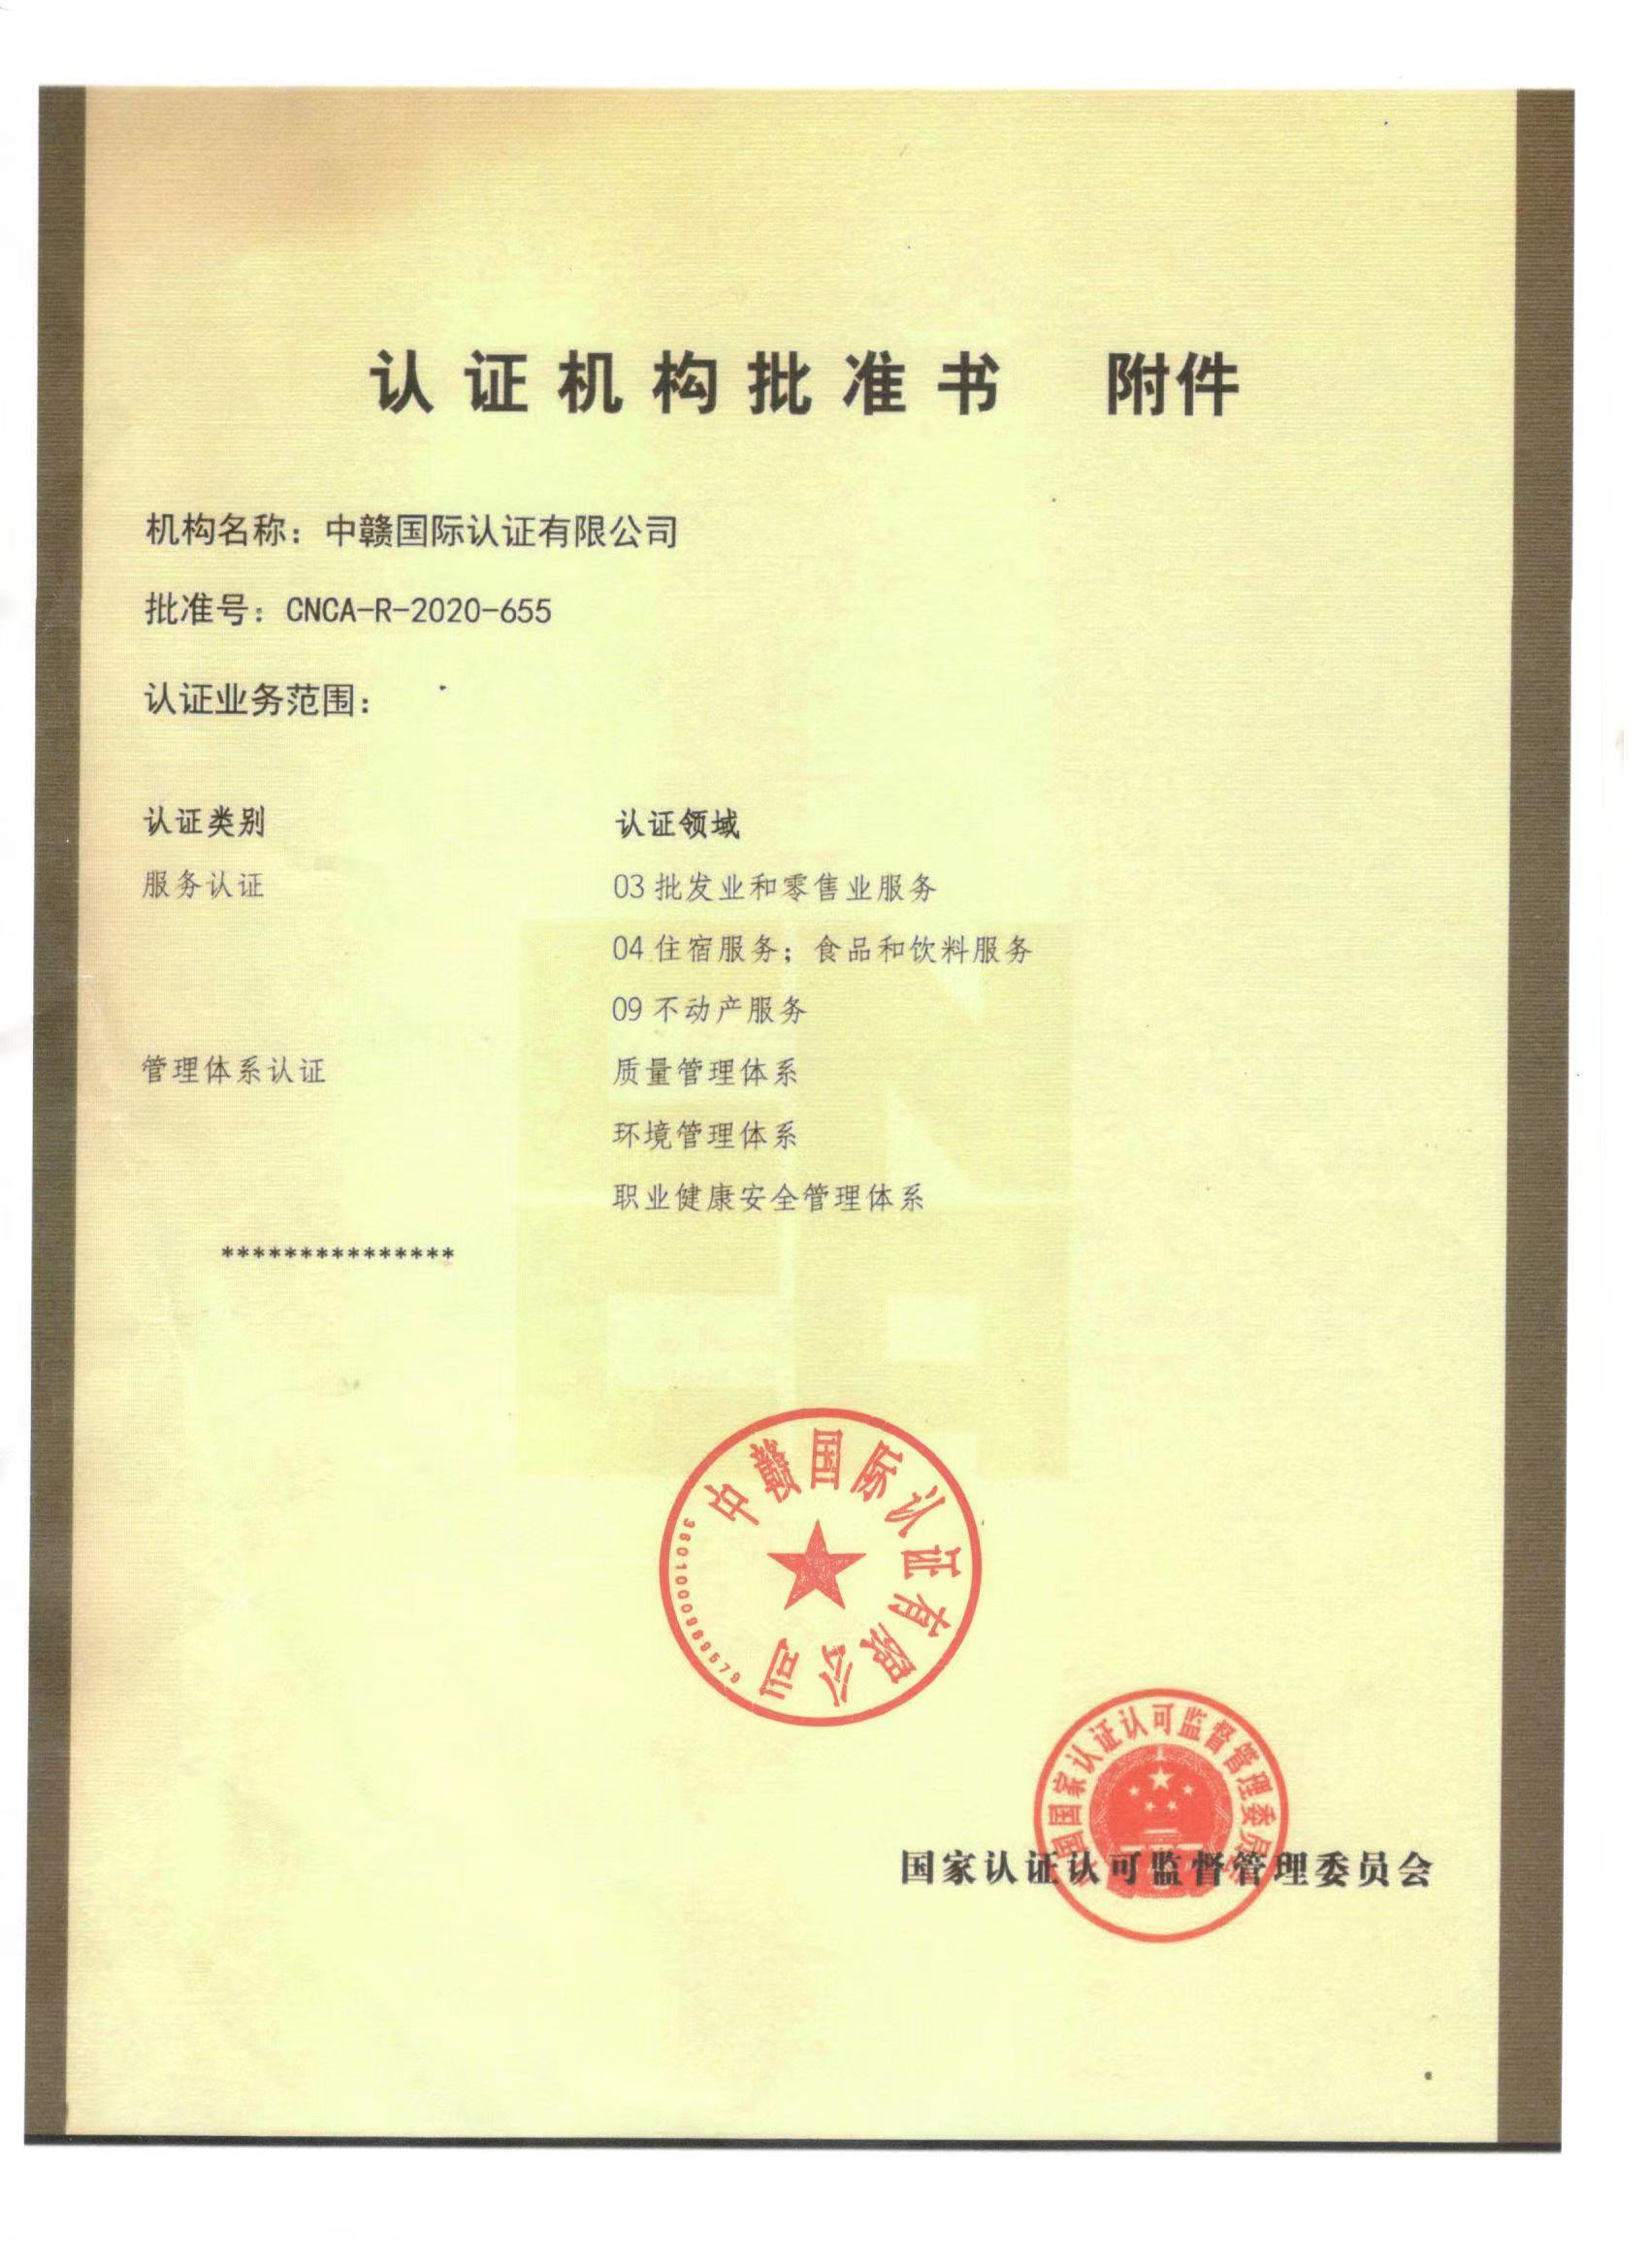 认证机构批准书 附件
机构名称：中赣国际认证有限公司
批准号：CNCA-R-2020-655
认证业务范围：
认证类别 认证领域
服务认证 03 批发业和零售业服务
04 住宿服务；食品和饮料服务
09 不动产服务
管理体系认证 质量管理体系
环境管理体系
职业健康安全管理体系
***************
中赣国际认证有限公司
国国家认证认可监督管理委员
国家认证认可监督管理委员会